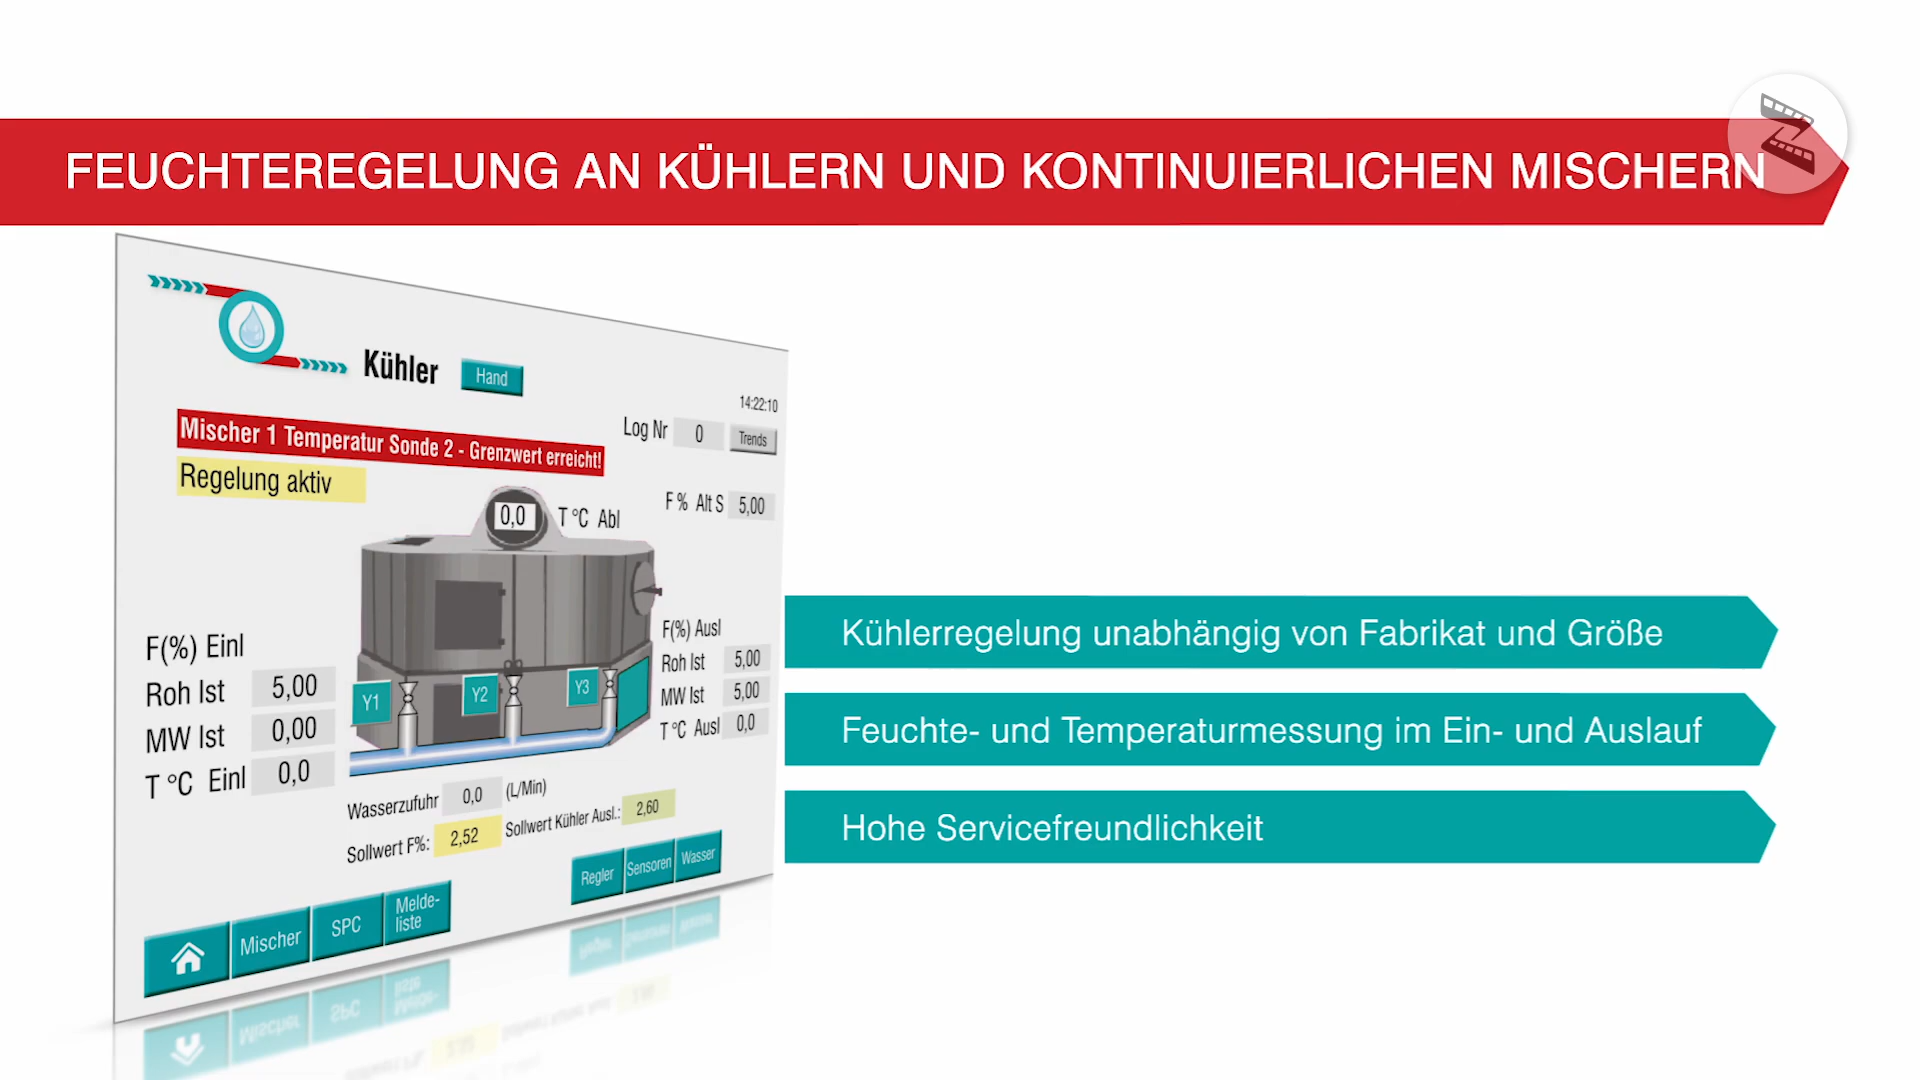 FEUCHTEREGELUNG AN KÜHLERN UND KONTINUIERLICHEN MISCHERN
Kühler
Hand
14:22:10
Log Nr 0 Trends
Mischer 1 Temperatur Sonde 2 - Grenzwert erreicht!
Regelung aktiv
F % Alt S 5,00
0,0 T °C Abl
F(%) Einl
Roh Ist 5,00
MW Ist 0,00
T °C Einl 0,0
Y1
Y2
Y3
F(%) Ausl
Roh Ist 5,00
MW Ist 5,00
T °C Ausl 0,0
Wasserzufuhr 0,0 (L/Min)
Sollwert F%: 2,52
Sollwert Kühler Ausl.: 2,60
Regler
Sensoren
Wasser
Mischer
SPC
Melde-
liste
Kühlerregelung unabhängig von Fabrikat und Größe
Feuchte- und Temperaturmessung im Ein- und Auslauf
Hohe Servicefreundlichkeit